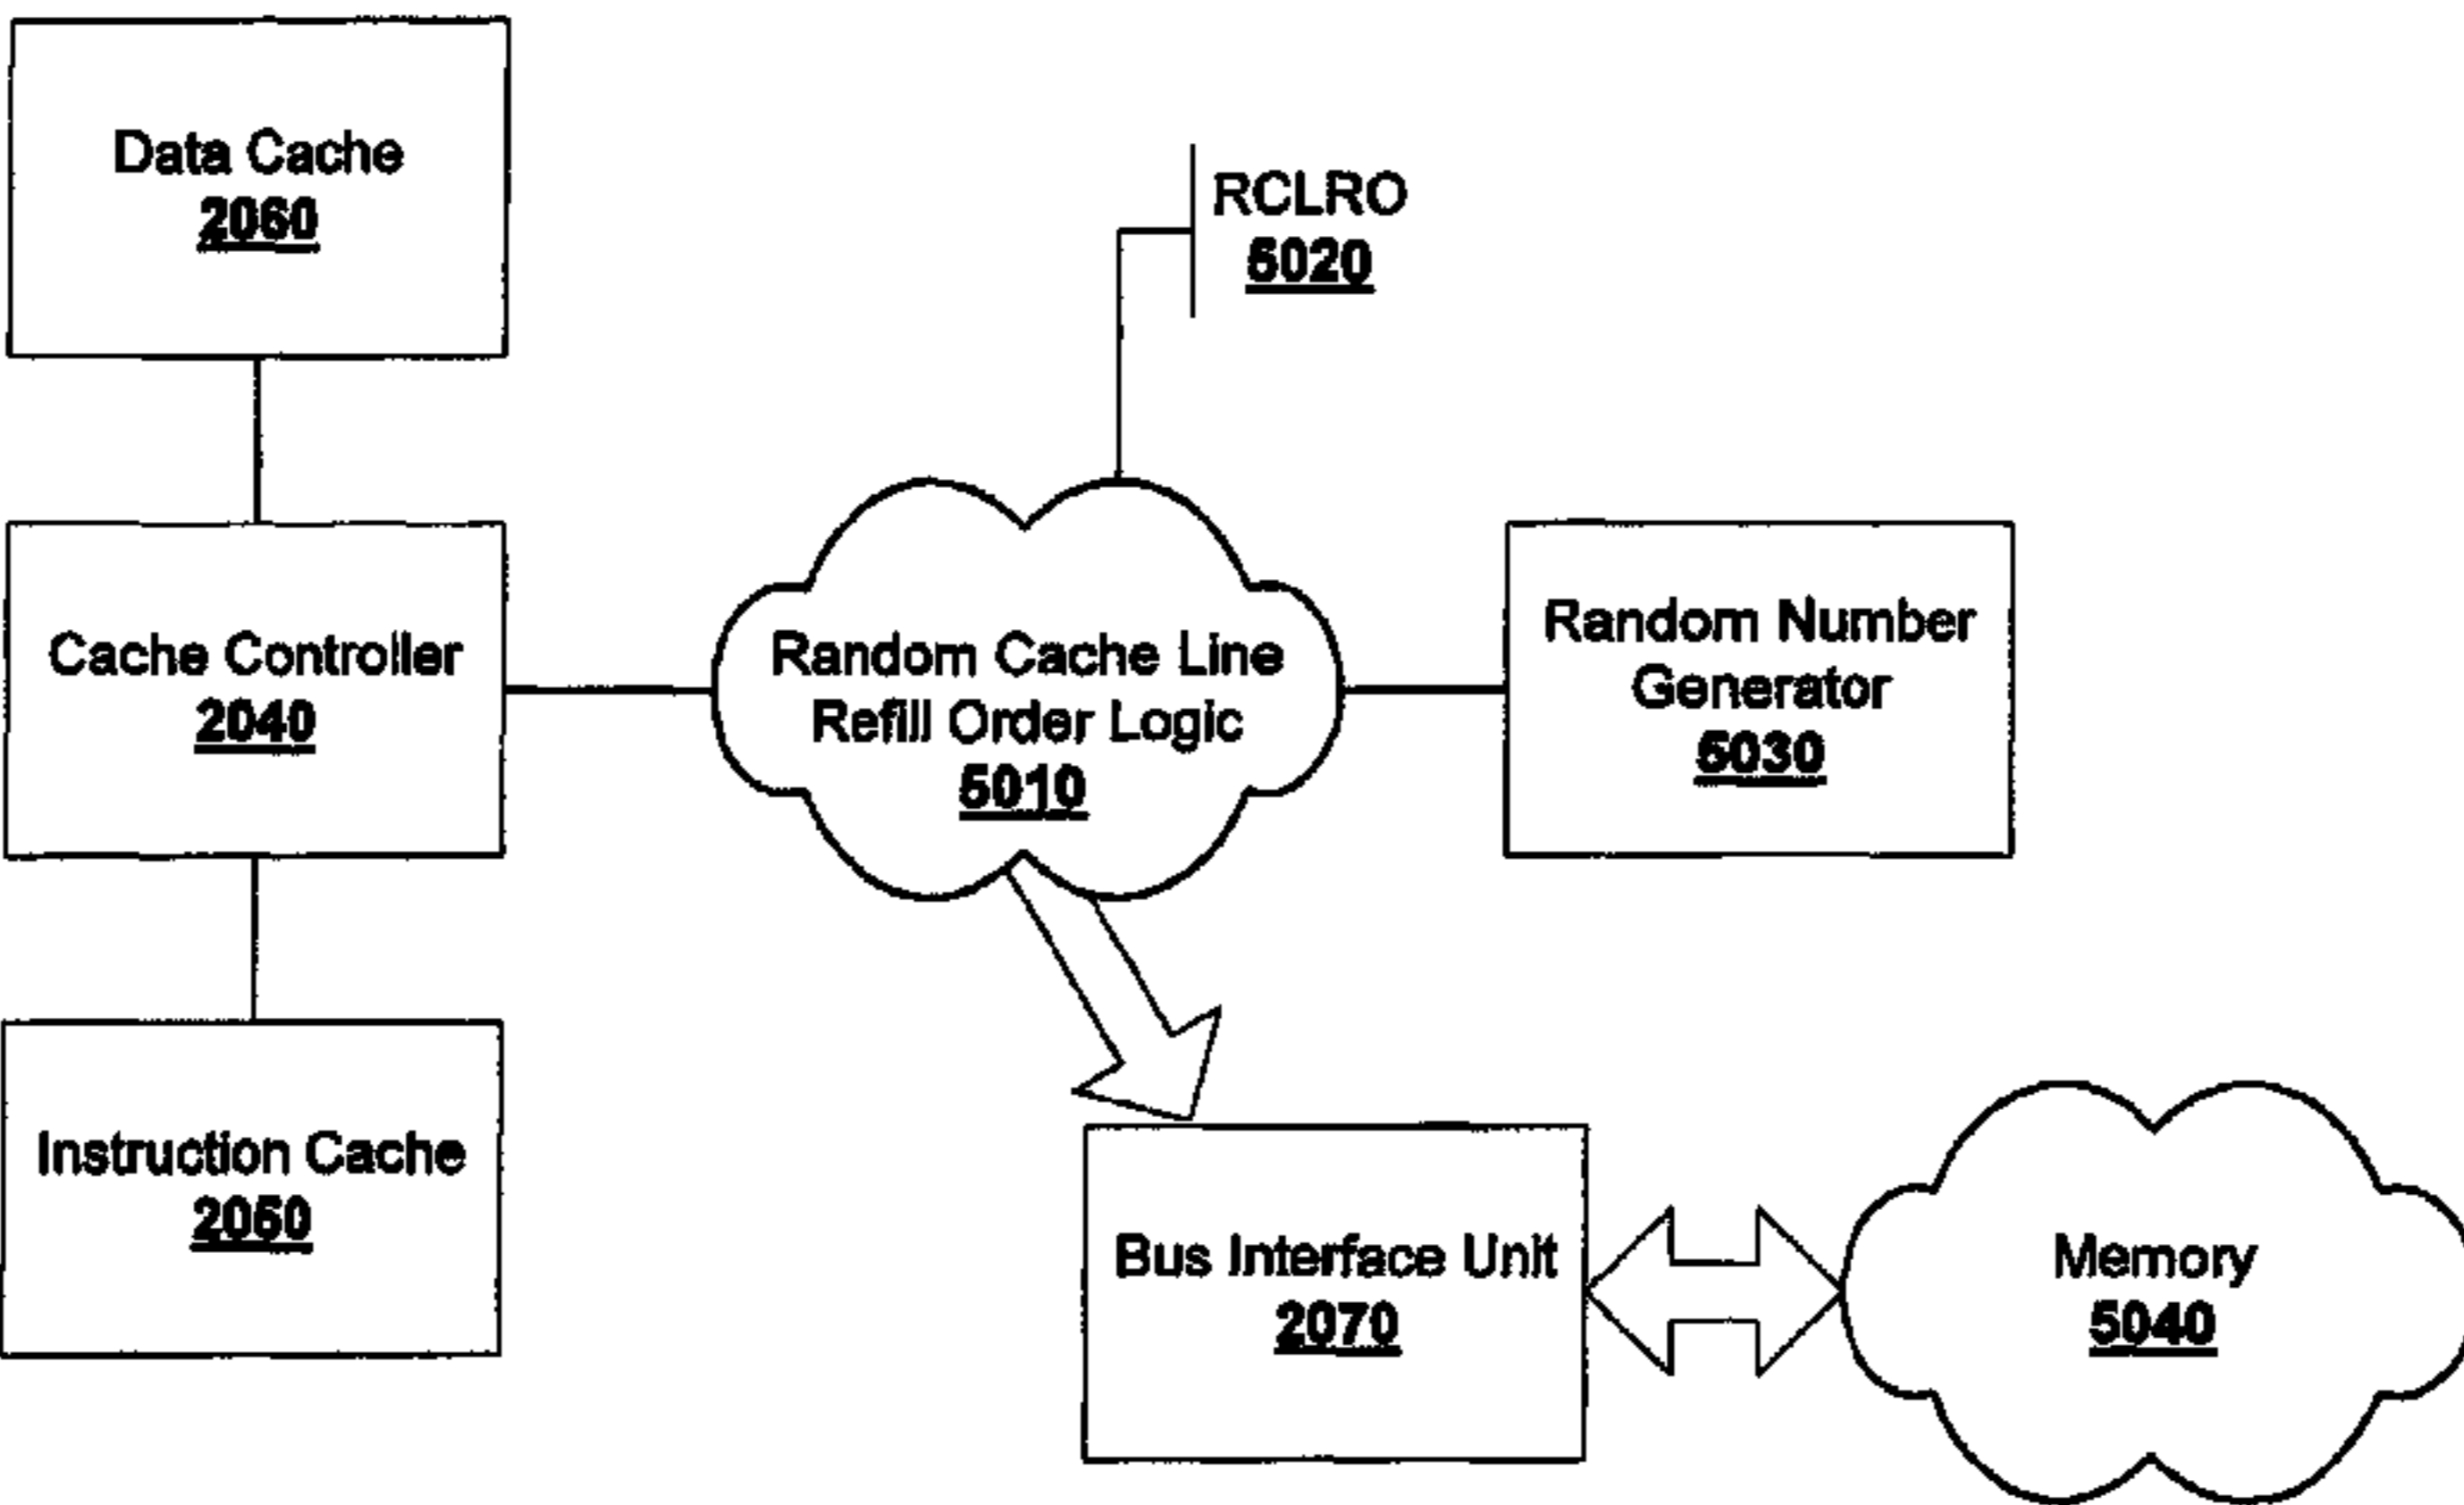 Data Cache
2060
RCLRO
5020
Cache Controller
2040
Random Cache Line
Refill Order Logic
5010
Random Number
Generator
5030
Instruction Cache
2050
Bus Interface Unit
2070
Memory
5040